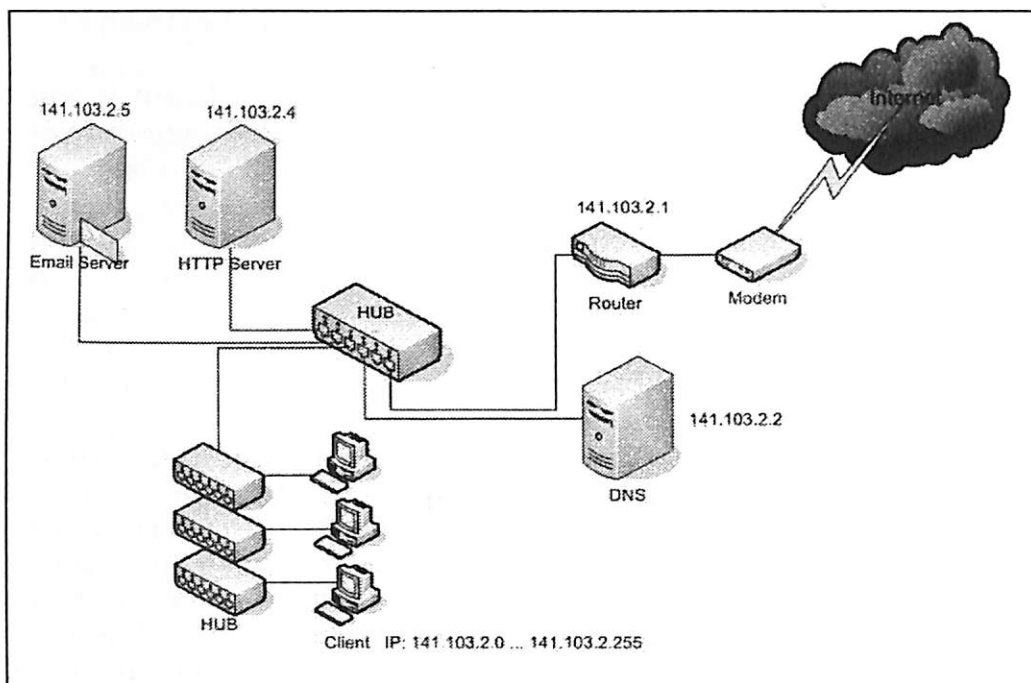 141.103.2.5
141.103.2.4
Internet
Email Server
HTTP Server
141.103.2.1
Router
Modem
HUB
141.103.2.2
DNS
HUB
Client IP: 141.103.2.0 ... 141.103.2.255